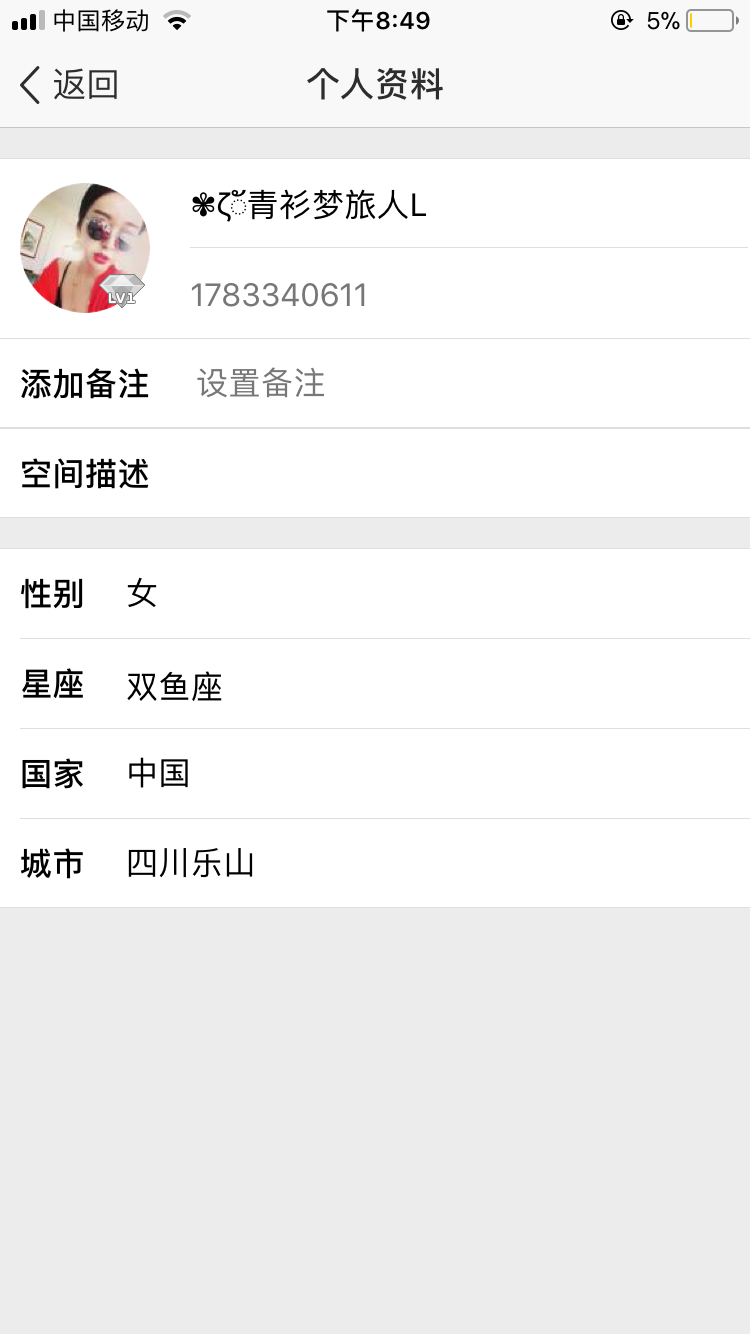 中国移动 下午8:49 5%
返回 个人资料
✾ζั͡青衫梦旅人L
LV1
1783340611
添加备注 设置备注
空间描述
性别 女
星座 双鱼座
国家 中国
城市 四川乐山